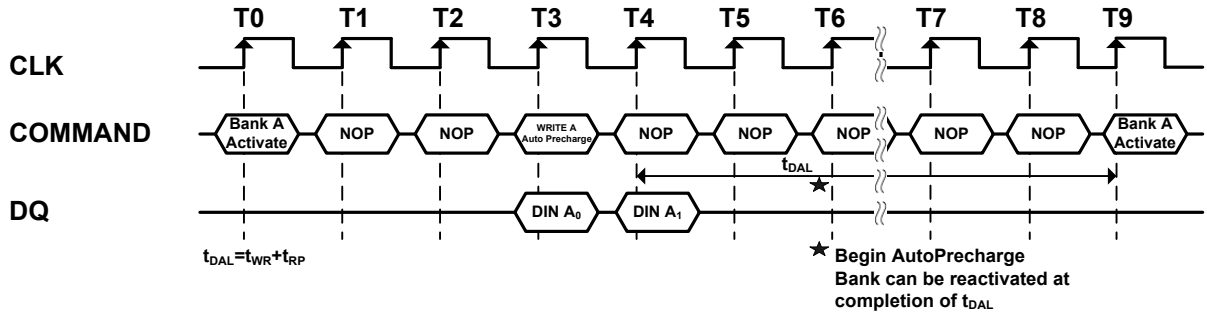 T0 T1 T2 T3 T4 T5 T6 T7 T8 T9
CLK
COMMAND
Bank A
Activate
NOP
NOP
WRITE A
Auto Precharge
NOP
NOP
NOP
NOP
NOP
Bank A
Activate
tDAL
DQ
DIN A0
DIN A1
tDAL=tWR+tRP
Begin AutoPrecharge
Bank can be reactivated at
completion of tDAL